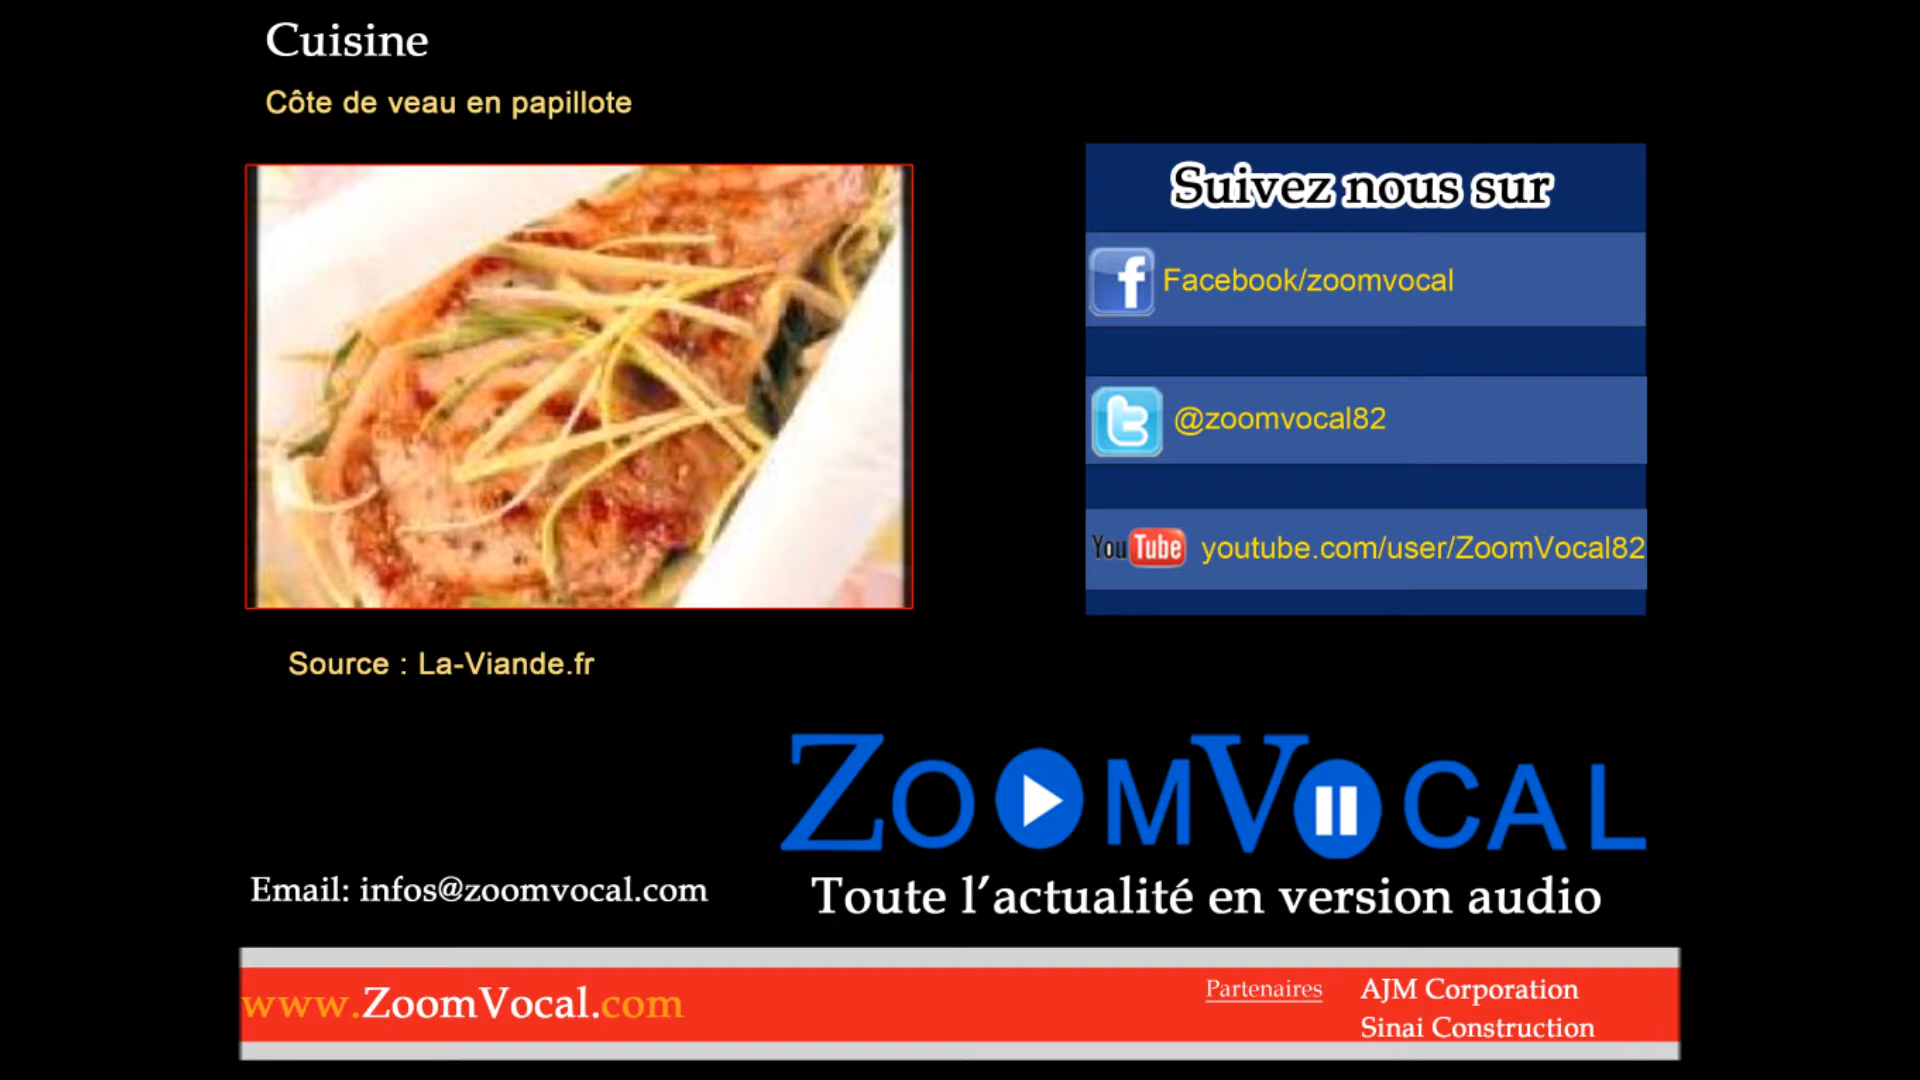 Cuisine
Côte de veau en papillote
Suivez nous sur
f Facebook/zoomvocal
t @zoomvocal82
YouTube youtube.com/user/ZoomVocal82
Source : La-Viande.fr
ZOOMVOCAL
Email: infos@zoomvocal.com
Toute l'actualité en version audio
www.ZoomVocal.com
Partenaires AJM Corporation
Sinai Construction